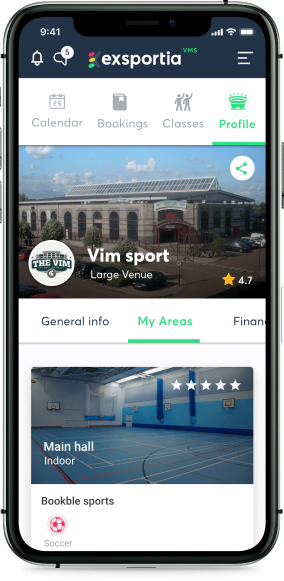 9:41
5
exsportia VMS
Calendar
Bookings
Classes
Profile
THE VIM
Vim sport
Large Venue
4.7
General info
My Areas
Finan
Main hall
Indoor
Bookble sports
Soccer